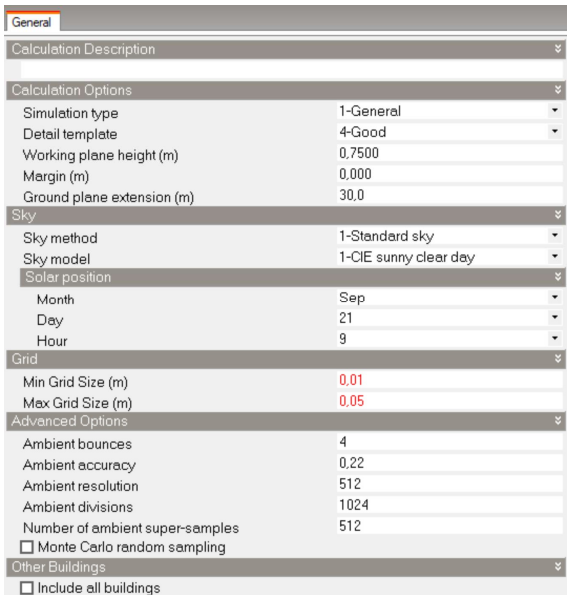 General
Calculation Description
Calculation Options
Simulation type 1-General
Detail template 4-Good
Working plane height (m) 0,7500
Margin (m) 0,000
Ground plane extension (m) 30,0
Sky
Sky method 1-Standard sky
Sky model 1-CIE sunny clear day
Solar position
Month Sep
Day 21
Hour 9
Grid
Min Grid Size (m) 0,01
Max Grid Size (m) 0,05
Advanced Options
Ambient bounces 4
Ambient accuracy 0,22
Ambient resolution 512
Ambient divisions 1024
Number of ambient super-samples 512
Monte Carlo random sampling
Other Buildings
Include all buildings